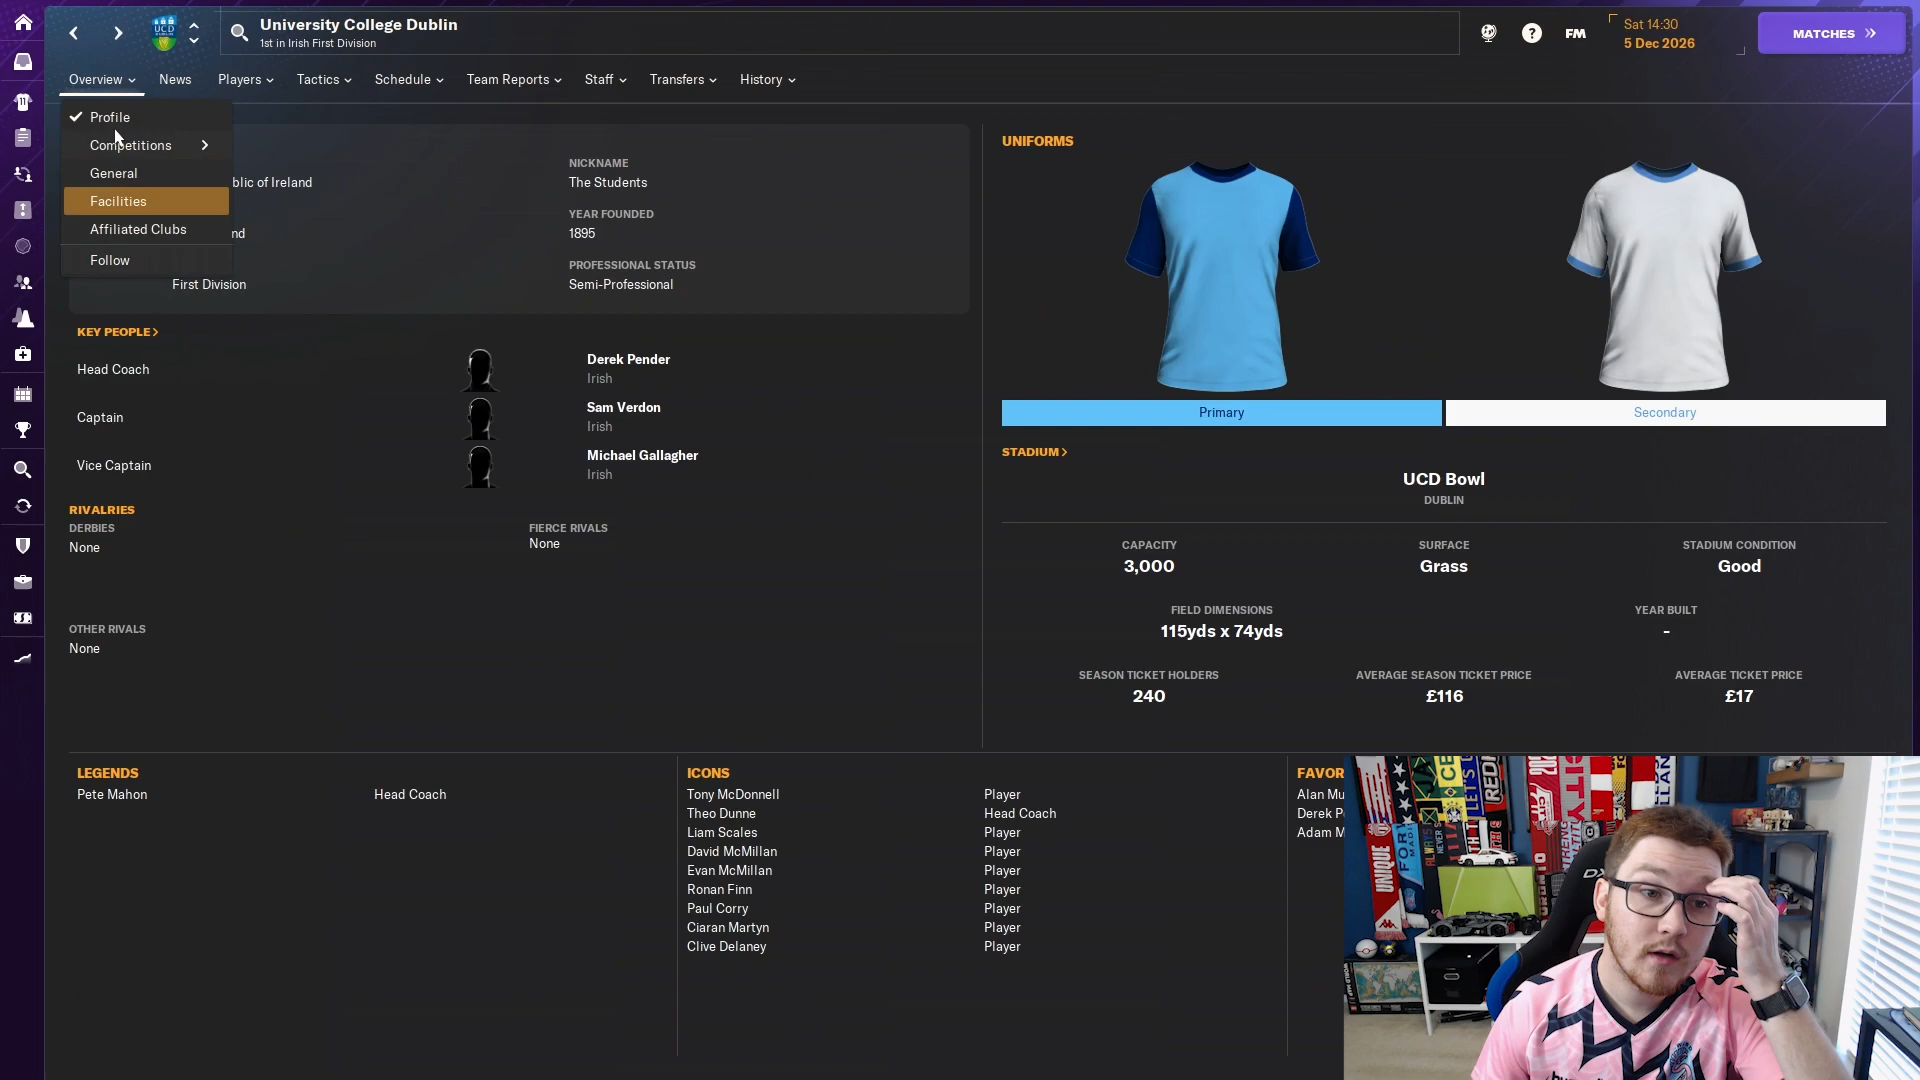 University College Dublin
1st in Irish First Division
FM
Sat 14:30
5 Dec 2026
MATCHES
Overview
News
Players
Tactics
Schedule
Team Reports
Staff
Transfers
History
Profile
Competitions
General
Facilities
Affiliated Clubs
Follow
blic of Ireland
nd
First Division
NICKNAME
The Students
YEAR FOUNDED
1895
PROFESSIONAL STATUS
Semi-Professional
KEY PEOPLE
Head Coach
Derek Pender
Irish
Captain
Sam Verdon
Irish
Vice Captain
Michael Gallagher
Irish
RIVALRIES
DERBIES
None
FIERCE RIVALS
None
OTHER RIVALS
None
UNIFORMS
Primary
Secondary
STADIUM
UCD Bowl
DUBLIN
CAPACITY
3,000
SURFACE
Grass
STADIUM CONDITION
Good
FIELD DIMENSIONS
115yds x 74yds
YEAR BUILT
-
SEASON TICKET HOLDERS
240
AVERAGE SEASON TICKET PRICE
£116
AVERAGE TICKET PRICE
£17
LEGENDS
Pete Mahon
Head Coach
ICONS
Tony McDonnell
Player
Theo Dunne
Head Coach
Liam Scales
Player
David McMillan
Player
Evan McMillan
Player
Ronan Finn
Player
Paul Corry
Player
Ciaran Martyn
Player
Clive Delaney
Player
FAVOR
Alan Mu
Derek P
Adam M
UNIQUE
CITY